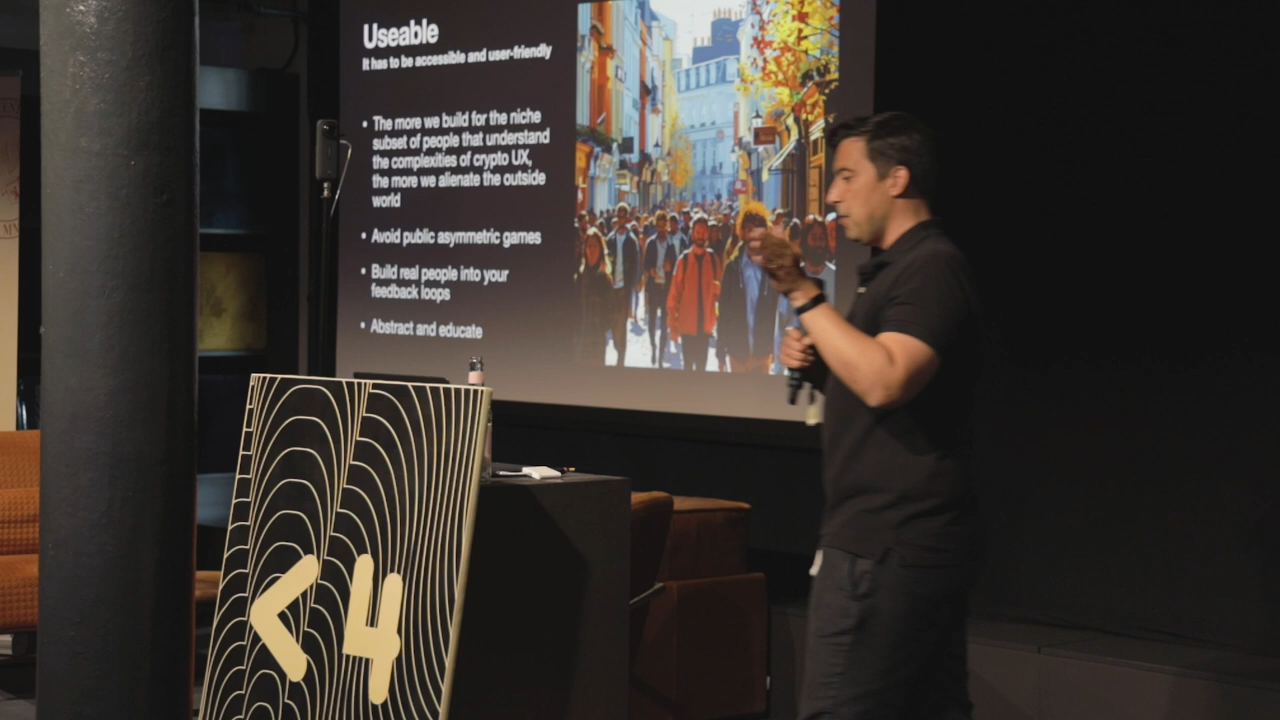 Useable
It has to be accessible and user-friendly
• The more we build for the niche
subset of people that understand
the complexities of crypto UX,
the more we alienate the outside
world
• Avoid public asymmetric games
• Build real people into your
feedback loops
• Abstract and educate
<4